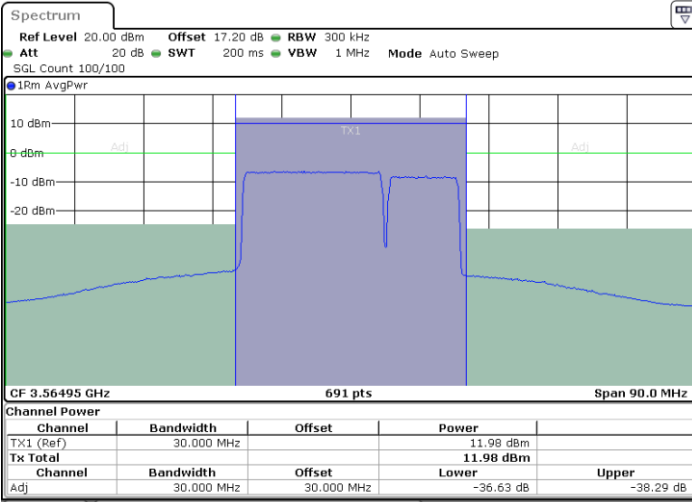 Spectrum
Ref Level 20.00 dBm Offset 17.20 dB RBW 300 kHz
Att 20 dB SWT 200 ms VBW 1 MHz Mode Auto Sweep
SGL Count 100/100
1Rm AvgPwr
10 dBm
TX1
Adj Adj
0 dBm
-10 dBm
-20 dBm
CF 3.56495 GHz 691 pts Span 90.0 MHz
Channel Power
Channel Bandwidth Offset Power
TX1 (Ref) 30.000 MHz 11.98 dBm
Tx Total 11.98 dBm
Channel Bandwidth Offset Lower Upper
Adj 30.000 MHz 30.000 MHz -36.63 dB -38.29 dB